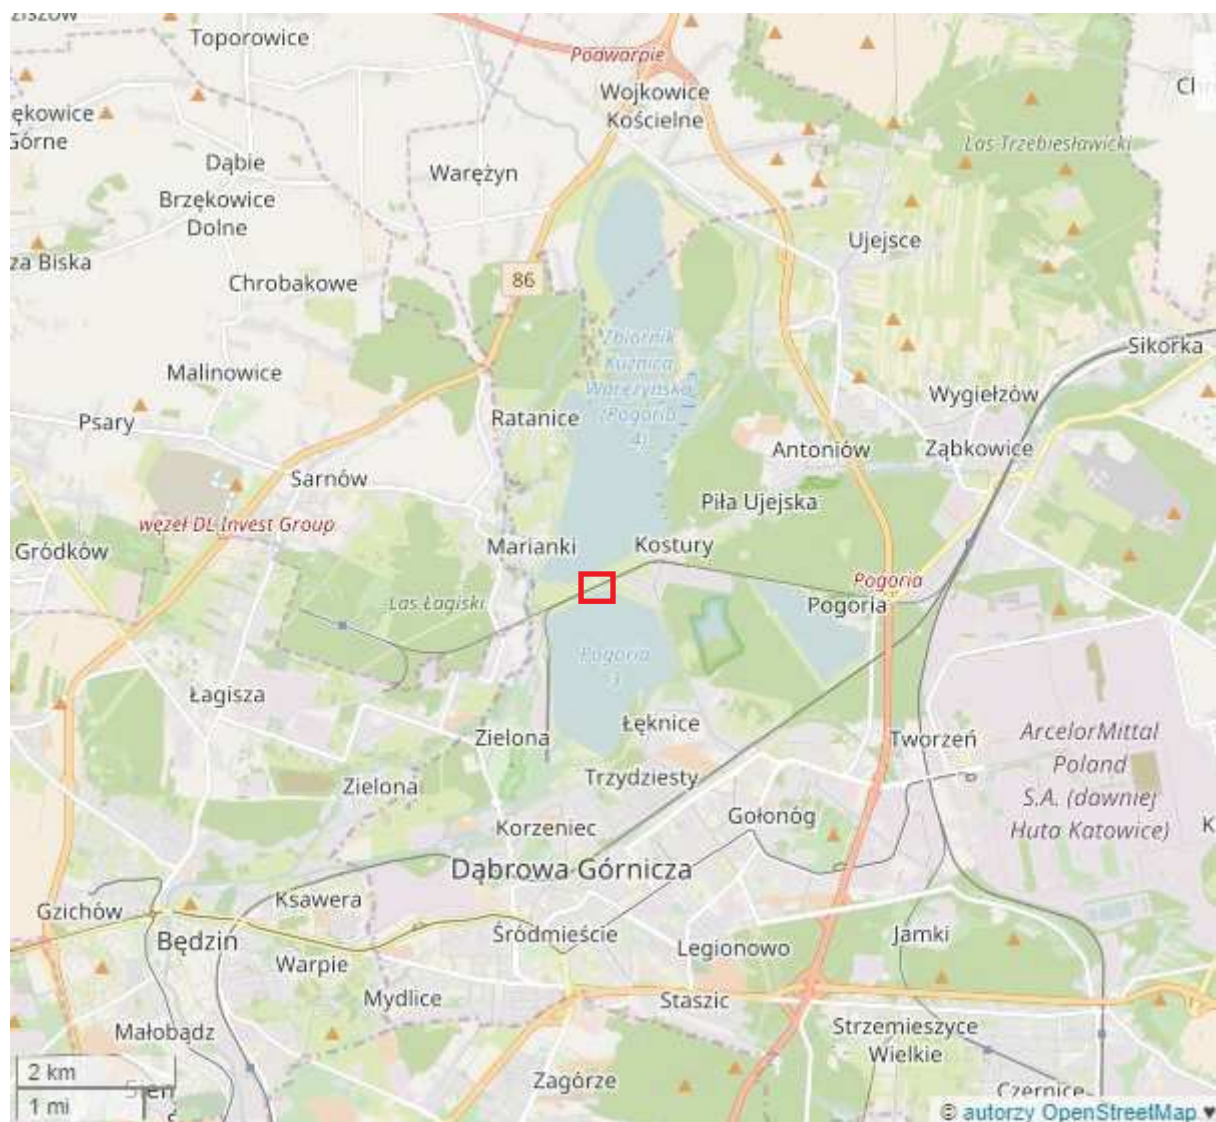 Toporowice
Podwarpie
Wojkowice
Kościelne
ękowice
Górne
Las Trzebiesławicki
Dąbie
Warężyn
Brzękowice
Dolne
Ujejsce
za Biska
Chrobakowe
86
Zbiornik
Kuźnica
Warężyńska
(Pogoria
4)
Sikorka
Malinowice
Wygiełzów
Psary
Ratanice
Antoniów
Ząbkowice
Sarnów
Piła Ujejska
węzeł DL Invest Group
Gródków
Marianki
Kostury
Pogoria
Las Łagiski
Pogoria
Pogoria
3
Łagisza
Łęknice
Zielona
Tworzeń
ArcelorMittal
Poland
S.A. (dawniej
Huta Katowice)
Trzydziesty
Zielona
Gołonóg
Korzeniec
K
Dąbrowa Górnicza
Ksawera
Gzichów
Śródmieście
Jamki
Będzin
Legionowo
Warpie
Mydlice
Staszic
Małobądz
Strzemieszyce
Wielkie
2 km
Zagórze
Czernice
1 mi
© autorzy OpenStreetMap ♥